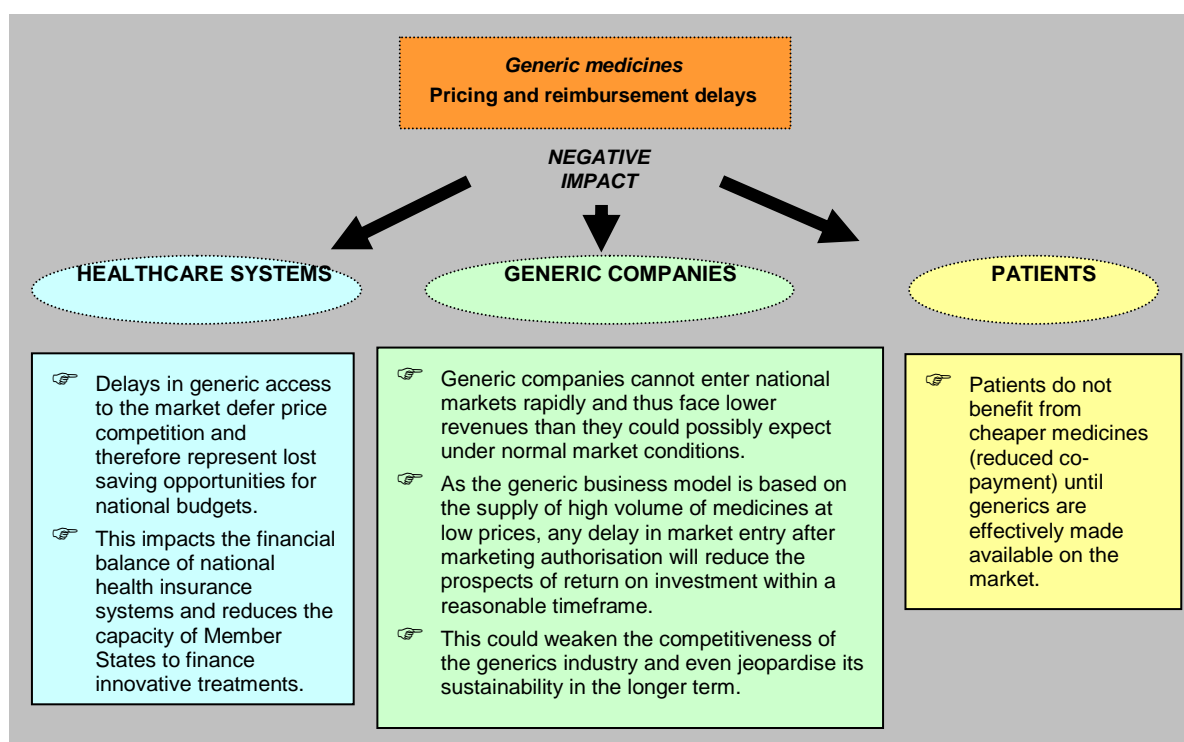 Generic medicines
Pricing and reimbursement delays
NEGATIVE
IMPACT
HEALTHCARE SYSTEMS
GENERIC COMPANIES
PATIENTS
☞ Delays in generic access
to the market defer price
competition and
therefore represent lost
saving opportunities for
national budgets.
☞ This impacts the financial
balance of national
health insurance
systems and reduces the
capacity of Member
States to finance
innovative treatments.
☞ Generic companies cannot enter national
markets rapidly and thus face lower
revenues than they could possibly expect
under normal market conditions.
☞ As the generic business model is based on
the supply of high volume of medicines at
low prices, any delay in market entry after
marketing authorisation will reduce the
prospects of return on investment within a
reasonable timeframe.
☞ This could weaken the competitiveness of
the generics industry and even jeopardise its
sustainability in the longer term.
☞ Patients do not
benefit from
cheaper medicines
(reduced co-
payment) until
generics are
effectively made
available on the
market.